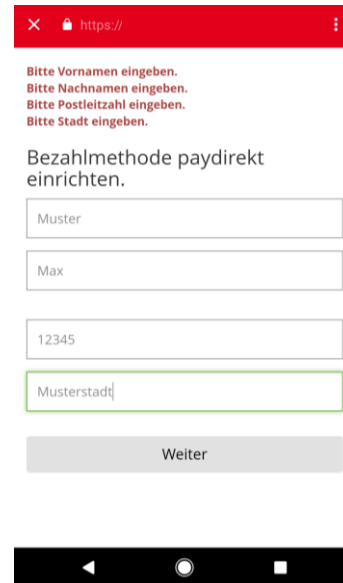 https://
Bitte Vornamen eingeben.
Bitte Nachnamen eingeben.
Bitte Postleitzahl eingeben.
Bitte Stadt eingeben.
Bezahlmethode paydirekt
einrichten.
Muster
Max
12345
Musterstadt
Weiter